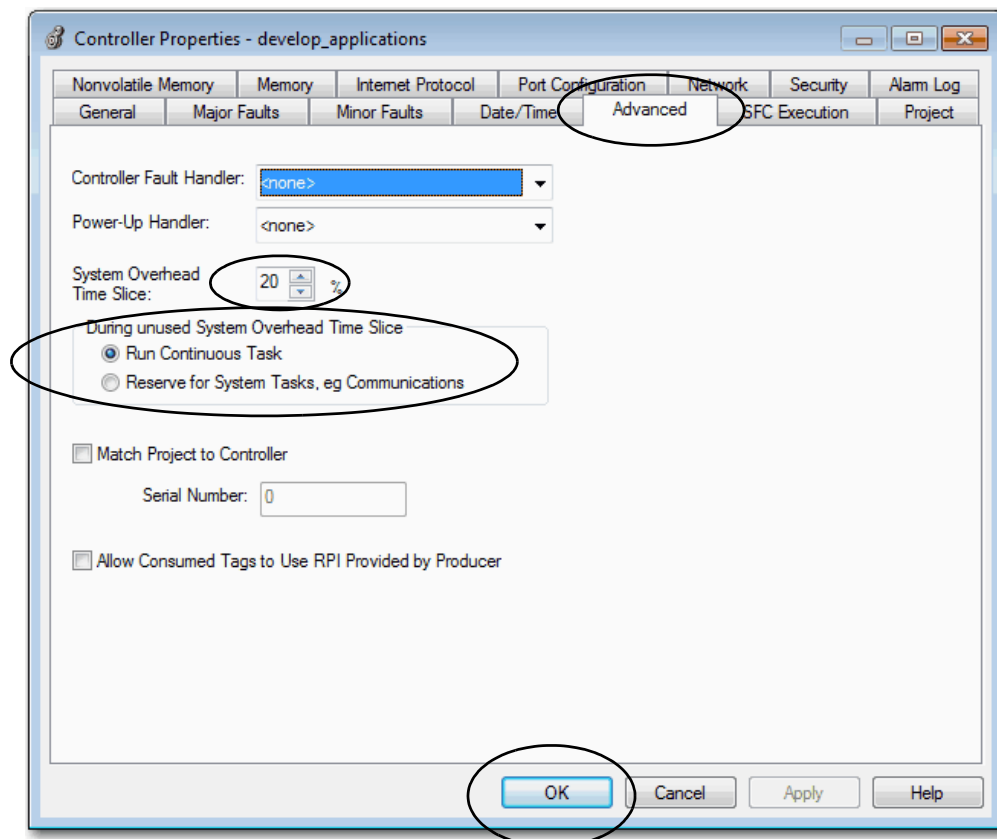 Controller Properties - develop_applications
Nonvolatile Memory Memory Internet Protocol Port Configuration Network Security Alarm Log
General Major Faults Minor Faults Date/Time Advanced SFC Execution Project
Controller Fault Handler: <none>
Power-Up Handler: <none>
System Overhead
Time Slice: 20 %
During unused System Overhead Time Slice
Run Continuous Task
Reserve for System Tasks, eg Communications
Match Project to Controller
Serial Number: 0
Allow Consumed Tags to Use RPI Provided by Producer
OK Cancel Apply Help